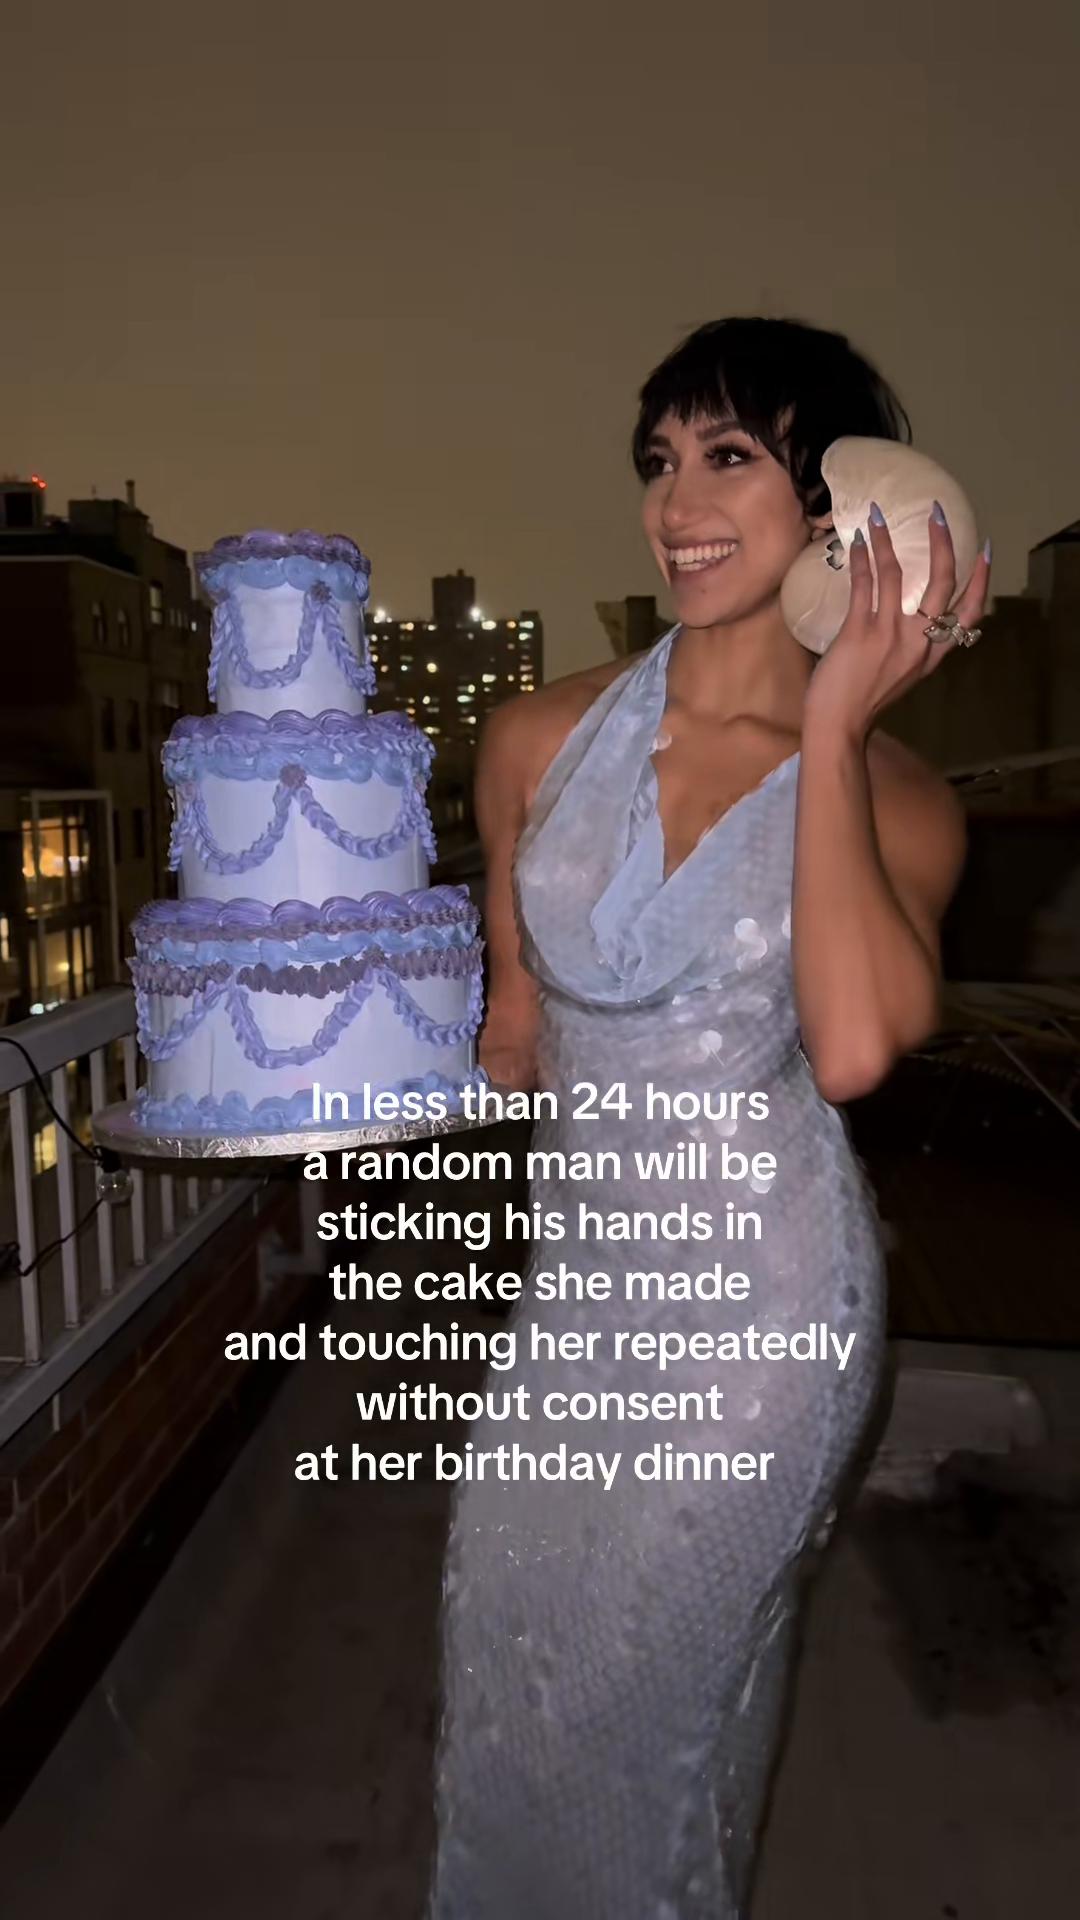 In less than 24 hours
a random man will be
sticking his hands in
the cake she made
and touching her repeatedly
without consent
at her birthday dinner